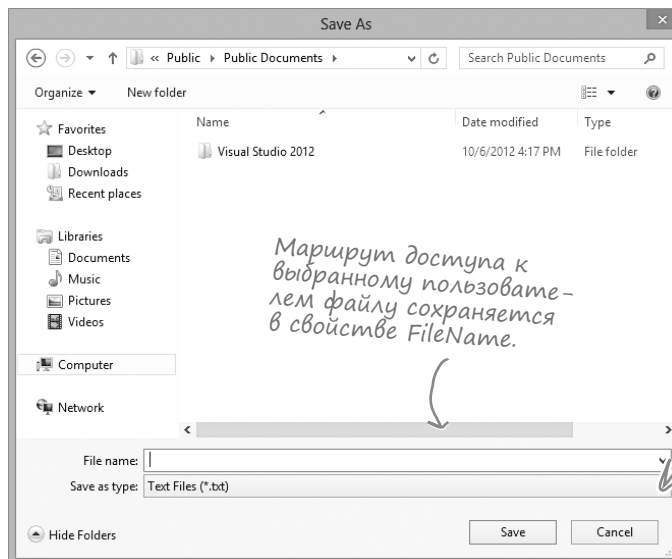 Save As
« Public ▸ Public Documents ▸
Search Public Documents
Organize ▾ New folder
Name Date modified Type
Favorites
Desktop
Downloads
Recent places
Visual Studio 2012 10/6/2012 4:17 PM File folder
Libraries
Documents
Music
Pictures
Videos
Computer
Network
Маршрут доступа к
выбранному пользовате-
лем файлу сохраняется
в свойстве FileName.
File name:
Save as type: Text Files (*.txt)
Hide Folders
Save Cancel